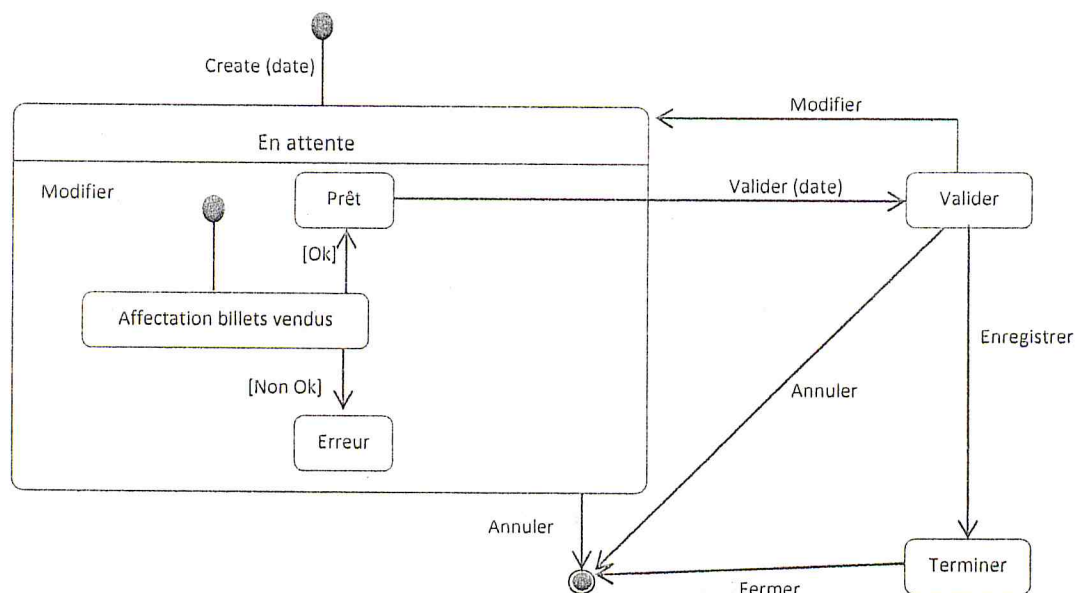 Create (date)
Modifier
En attente
Modifier
Prêt
Valider (date)
Valider
[Ok]
Affectation billets vendus
Enregistrer
[Non Ok]
Annuler
Erreur
Annuler
Terminer
Fermer